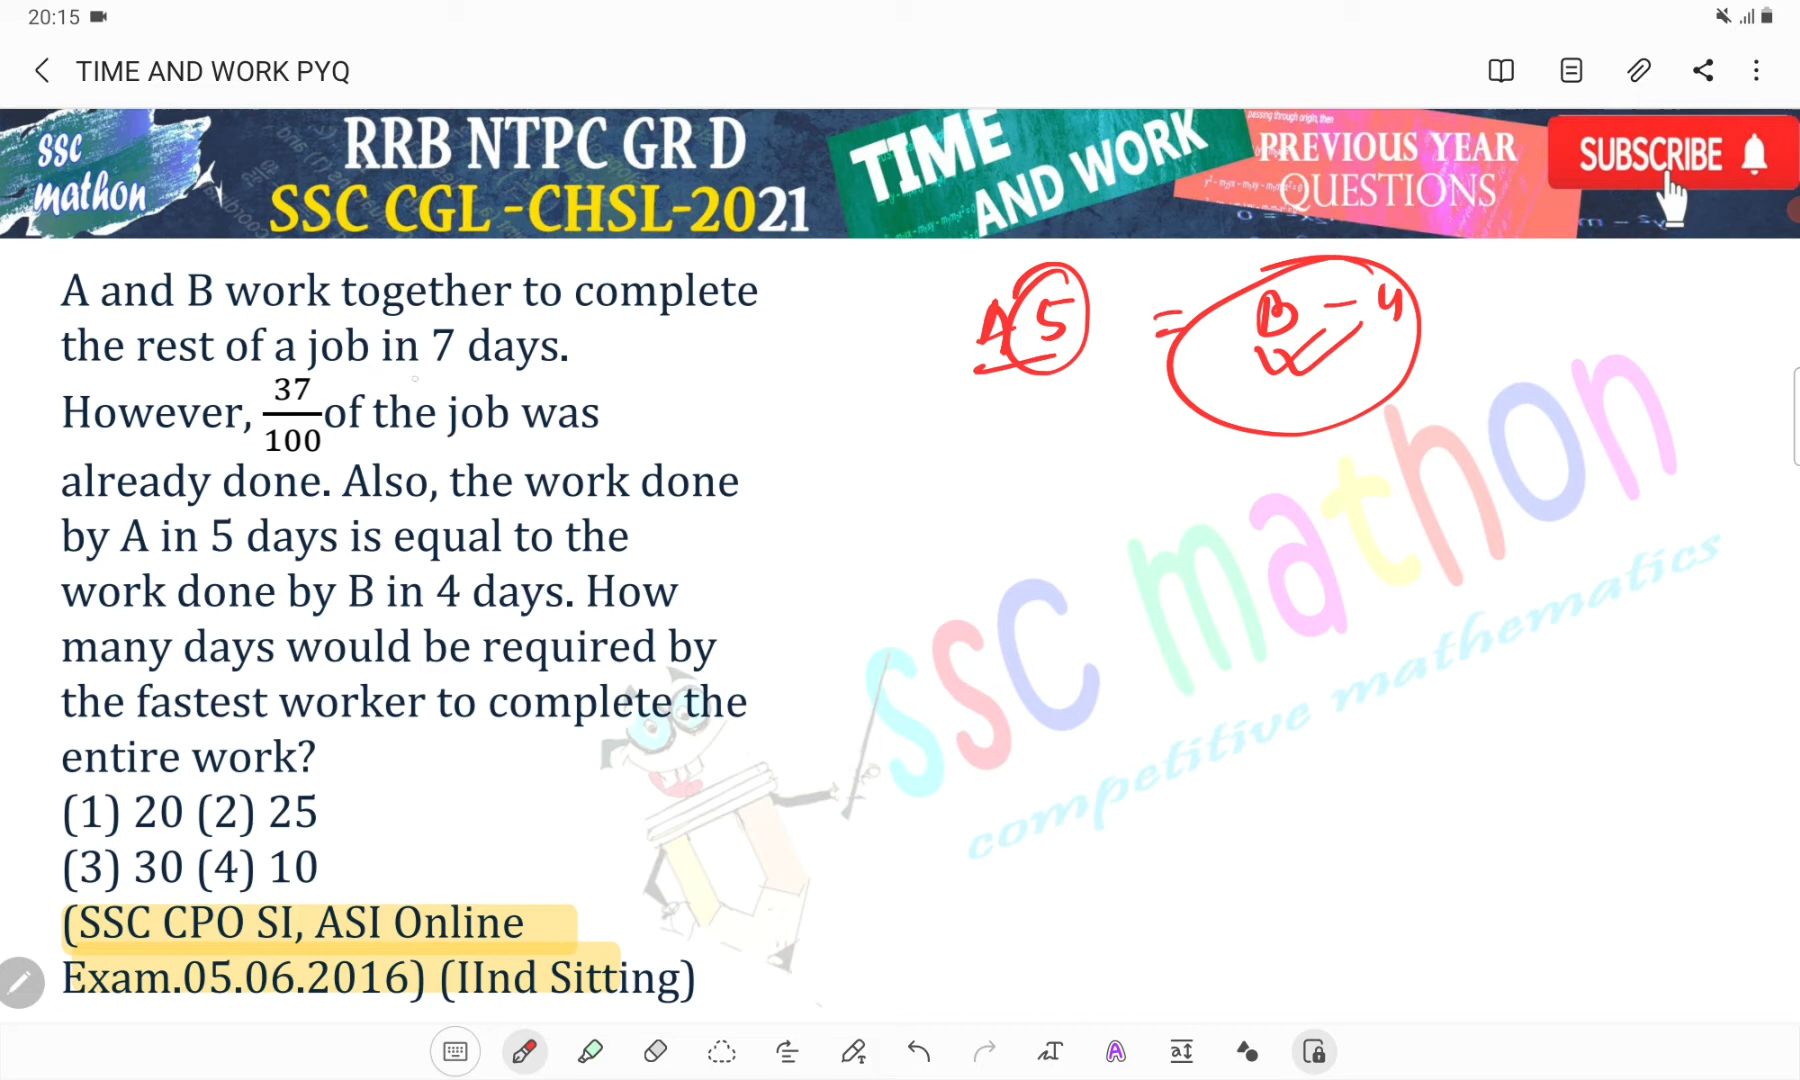 20:15
TIME AND WORK PYQ
SSC
mathon
RRB NTPC GR D
SSC CGL -CHSL-2021
TIME
AND WORK
passing through origin, then
PREVIOUS YEAR
QUESTIONS
SUBSCRIBE
A and B work together to complete
the rest of a job in 7 days.
However, 37/100 of the job was
already done. Also, the work done
by A in 5 days is equal to the
work done by B in 4 days. How
many days would be required by
the fastest worker to complete the
entire work?
(1) 20 (2) 25
(3) 30 (4) 10
(SSC CPO SI, ASI Online
Exam.05.06.2016) (IInd Sitting)
A 5 = B - 4
SSC mathon
competitive mathematics